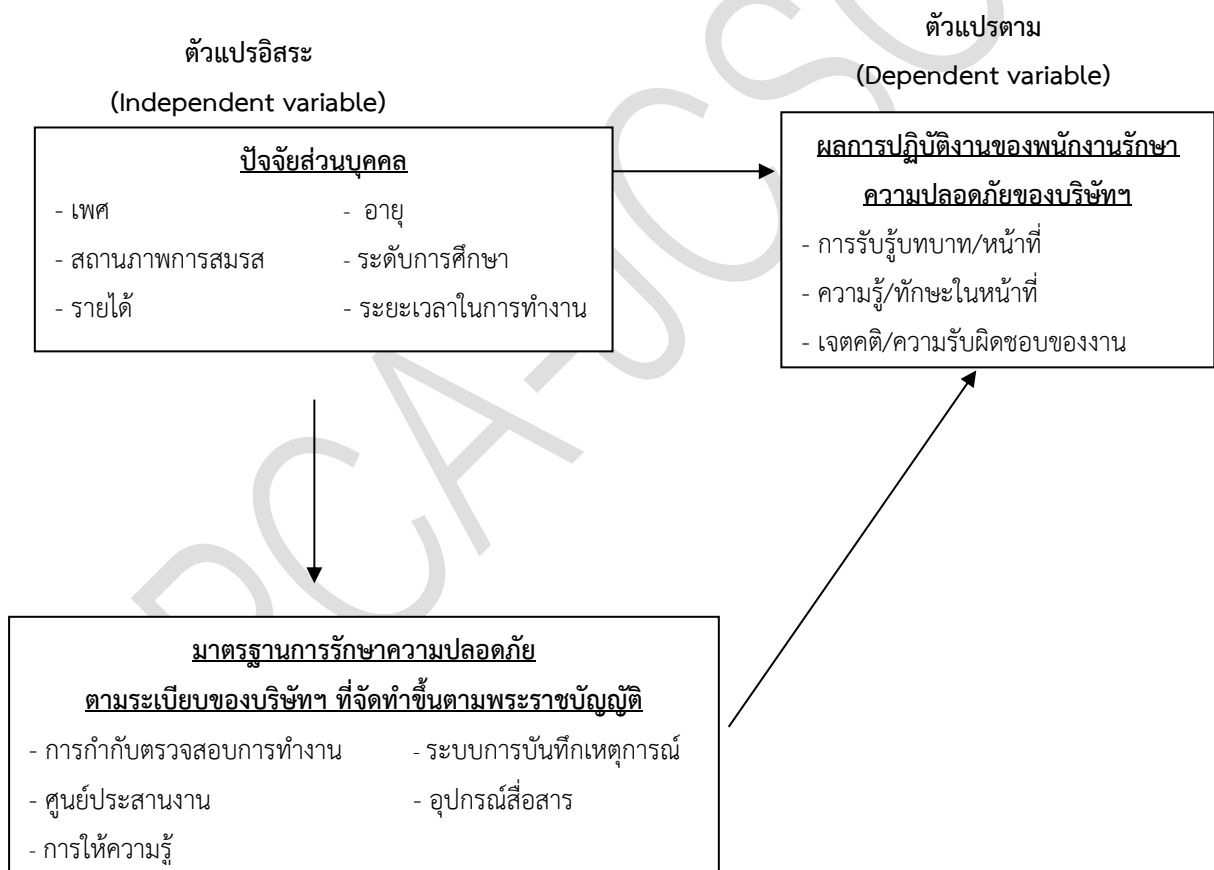 ตัวแปรอิสระ
(Independent variable)
ปัจจัยส่วนบุคคล
- เพศ - อายุ
- สถานภาพการสมรส - ระดับการศึกษา
- รายได้ - ระยะเวลาในการทำงาน
ตัวแปรตาม
(Dependent variable)
ผลการปฏิบัติงานของพนักงานรักษา
ความปลอดภัยของบริษัทฯ
- การรับรู้บทบาท/หน้าที่
- ความรู้/ทักษะในหน้าที่
- เจตคติ/ความรับผิดชอบของงาน
มาตรฐานการรักษาความปลอดภัย
ตามระเบียบของบริษัทฯ ที่จัดทำขึ้นตามพระราชบัญญัติ
- การกำกับตรวจสอบการทำงาน - ระบบการบันทึกเหตุการณ์
- ศูนย์ประสานงาน - อุปกรณ์สื่อสาร
- การให้ความรู้